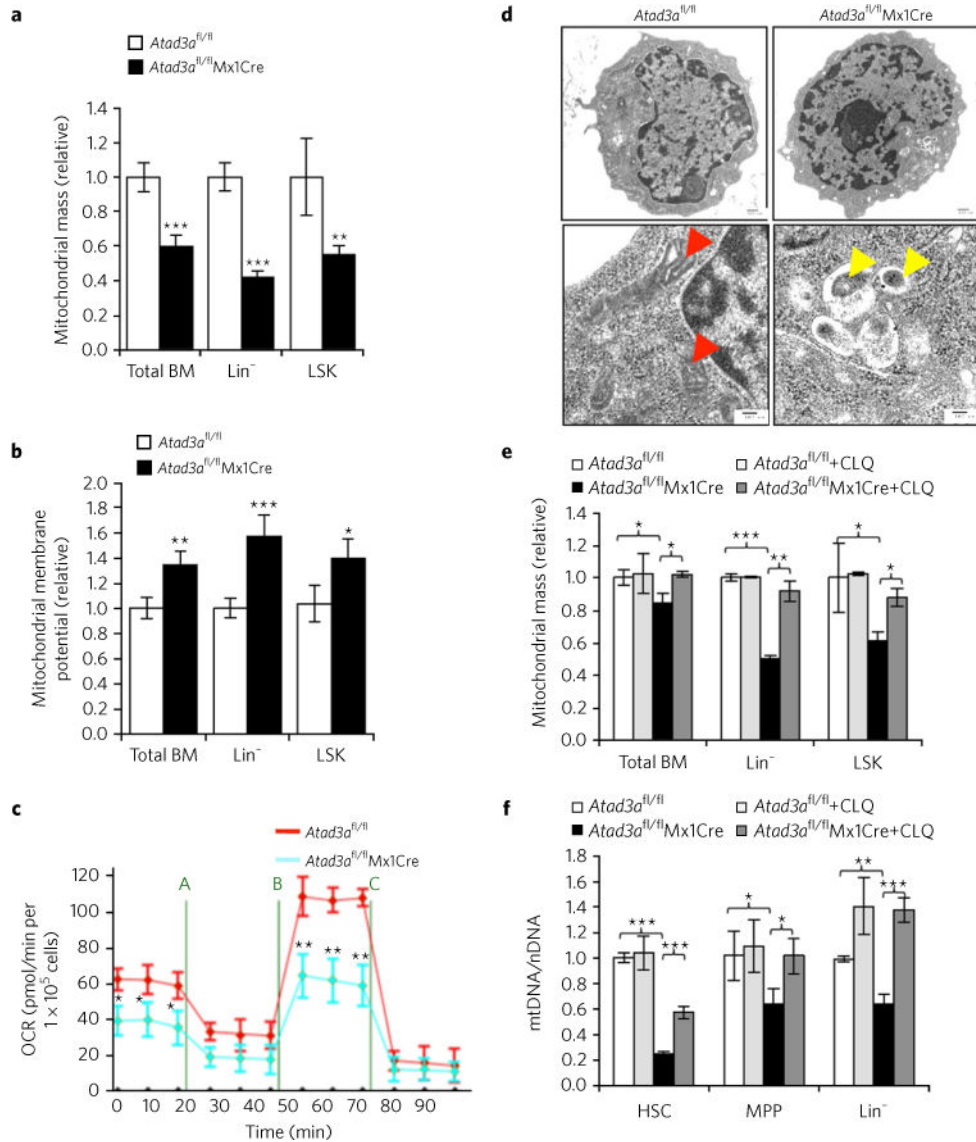 a
Atad3a^fl/fl
Atad3a^fl/fl Mx1Cre
Mitochondrial mass (relative)
1.4
1.2
1.0
0.8
0.6
0.4
0.2
0.0
***
***
**
Total BM
Lin⁻
LSK
b
Atad3a^fl/fl
Atad3a^fl/fl Mx1Cre
Mitochondrial membrane
potential (relative)
2.0
1.8
1.6
1.4
1.2
1.0
0.8
0.6
0.4
0.2
0.0
**
***
*
Total BM
Lin⁻
LSK
c
Atad3a^fl/fl
Atad3a^fl/fl Mx1Cre
OCR (pmol/min per
1 × 10⁵ cells)
120
100
80
60
40
20
0
A
B
C
* * *
** ** **
0 10 20 30 40 50 60 70 80 90
Time (min)
d
Atad3a^fl/fl
Atad3a^fl/fl Mx1Cre
e
Atad3a^fl/fl
Atad3a^fl/fl+CLQ
Atad3a^fl/fl Mx1Cre
Atad3a^fl/fl Mx1Cre+CLQ
Mitochondrial mass (relative)
1.4
1.2
1.0
0.8
0.6
0.4
0.2
0.0
* *
*** **
* *
Total BM
Lin⁻
LSK
f
Atad3a^fl/fl
Atad3a^fl/fl+CLQ
Atad3a^fl/fl Mx1Cre
Atad3a^fl/fl Mx1Cre+CLQ
mtDNA/nDNA
1.8
1.6
1.4
1.2
1.0
0.8
0.6
0.4
0.2
0.0
*** ***
* *
** ***
HSC
MPP
Lin⁻